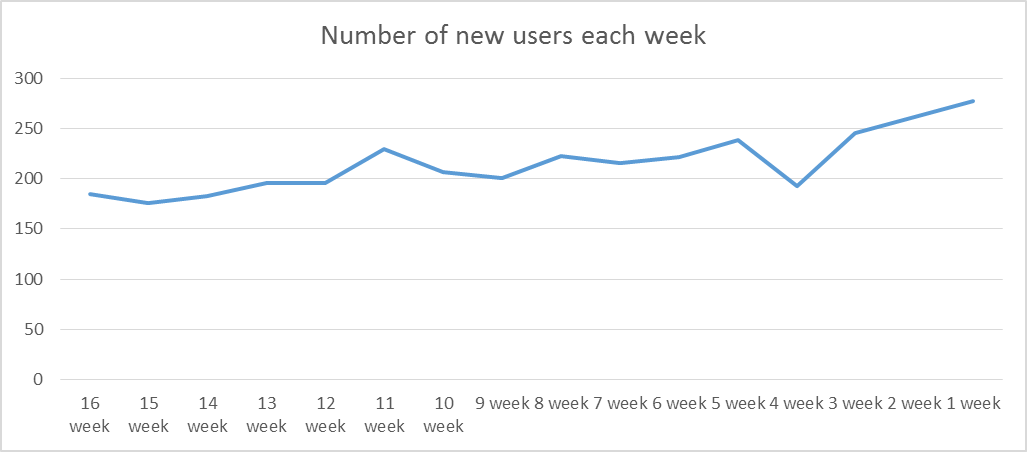 Number of new users each week
300
250
200
150
100
50
0
16 week
15 week
14 week
13 week
12 week
11 week
10 week
9 week
8 week
7 week
6 week
5 week
4 week
3 week
2 week
1 week